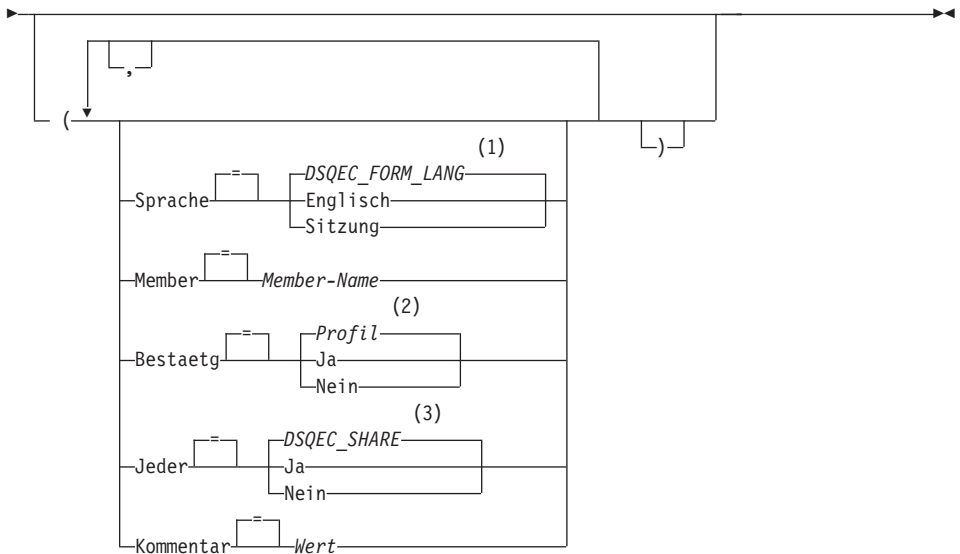 ,
(
)
(1)
=
DSQEC_FORM_LANG
Sprache
Englisch
Sitzung
=
Member
Member-Name
(2)
=
Profil
Bestaetg
Ja
Nein
(3)
=
DSQEC_SHARE
Jeder
Ja
Nein
=
Kommentar
Wert